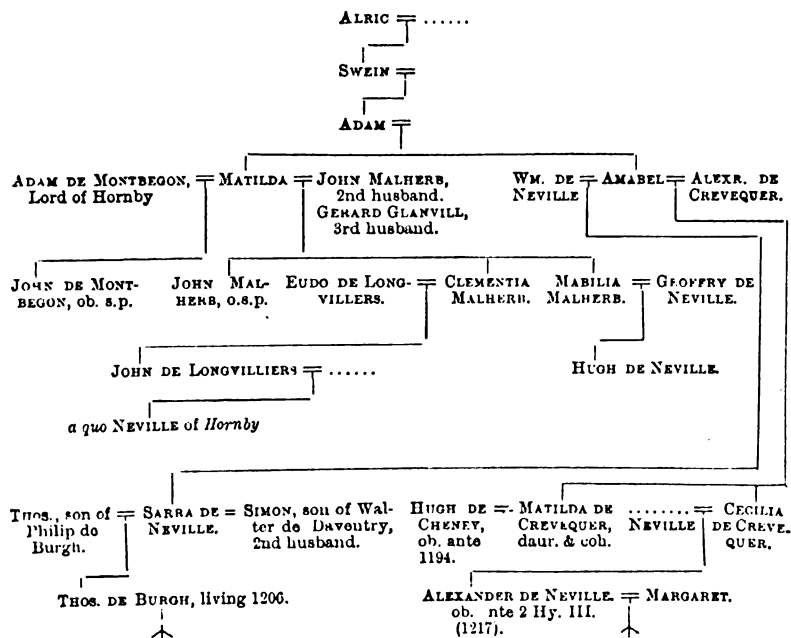 ALRIC ╤ ......
SWEIN ╤
ADAM ╤
ADAM DE MONTBEGON, ╤ MATILDA ╤ JOHN MALHERB, WM. DE ╤ AMABEL ╤ ALEXR. DE
Lord of Hornby 2nd husband. NEVILLE CREVEQUER.
GERARD GLANVILL,
3rd husband.
JOHN DE MONT- JOHN MAL- EUDO DE LONG- ╤ CLEMENTIA MABILIA ╤ GEOFFRY DE
BEGON, ob. s.p. HERB, o.s.p. VILLERS. MALHERB. MALHERB. NEVILLE.
JOHN DE LONGVILLIERS ╤ ...... HUGH DE NEVILLE.
a quo NEVILLE of Hornby
THOS., son of ╤ SARRA DE = SIMON, son of Wal- HUGH DE ╤ MATILDA DE ........ ╤ CECILIA
Philip de NEVILLE. ter de Daventry, CHENEY, CREVEQUER, NEVILLE DE CREVE-
Burgh. 2nd husband. ob. ante daur. & coh. QUER.
1194.
THOS. DE BURGH, living 1206. ALEXANDER DE NEVILLE. ╤ MARGARET.
ob. nte 2 Hy. III.
(1217).